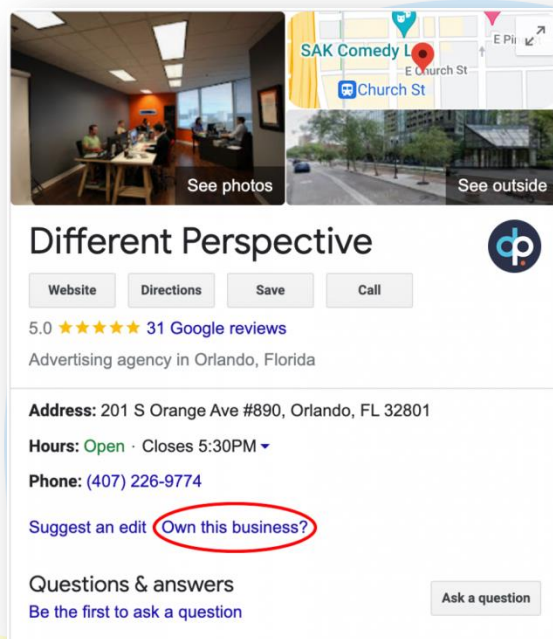 SAK Comedy L
E Pi
E Church St
Church St
See photos
See outside
Different Perspective
dp
Website Directions Save Call
5.0 ★★★★★ 31 Google reviews
Advertising agency in Orlando, Florida
Address: 201 S Orange Ave #890, Orlando, FL 32801
Hours: Open · Closes 5:30PM
Phone: (407) 226-9774
Suggest an edit Own this business?
Questions & answers
Ask a question
Be the first to ask a question